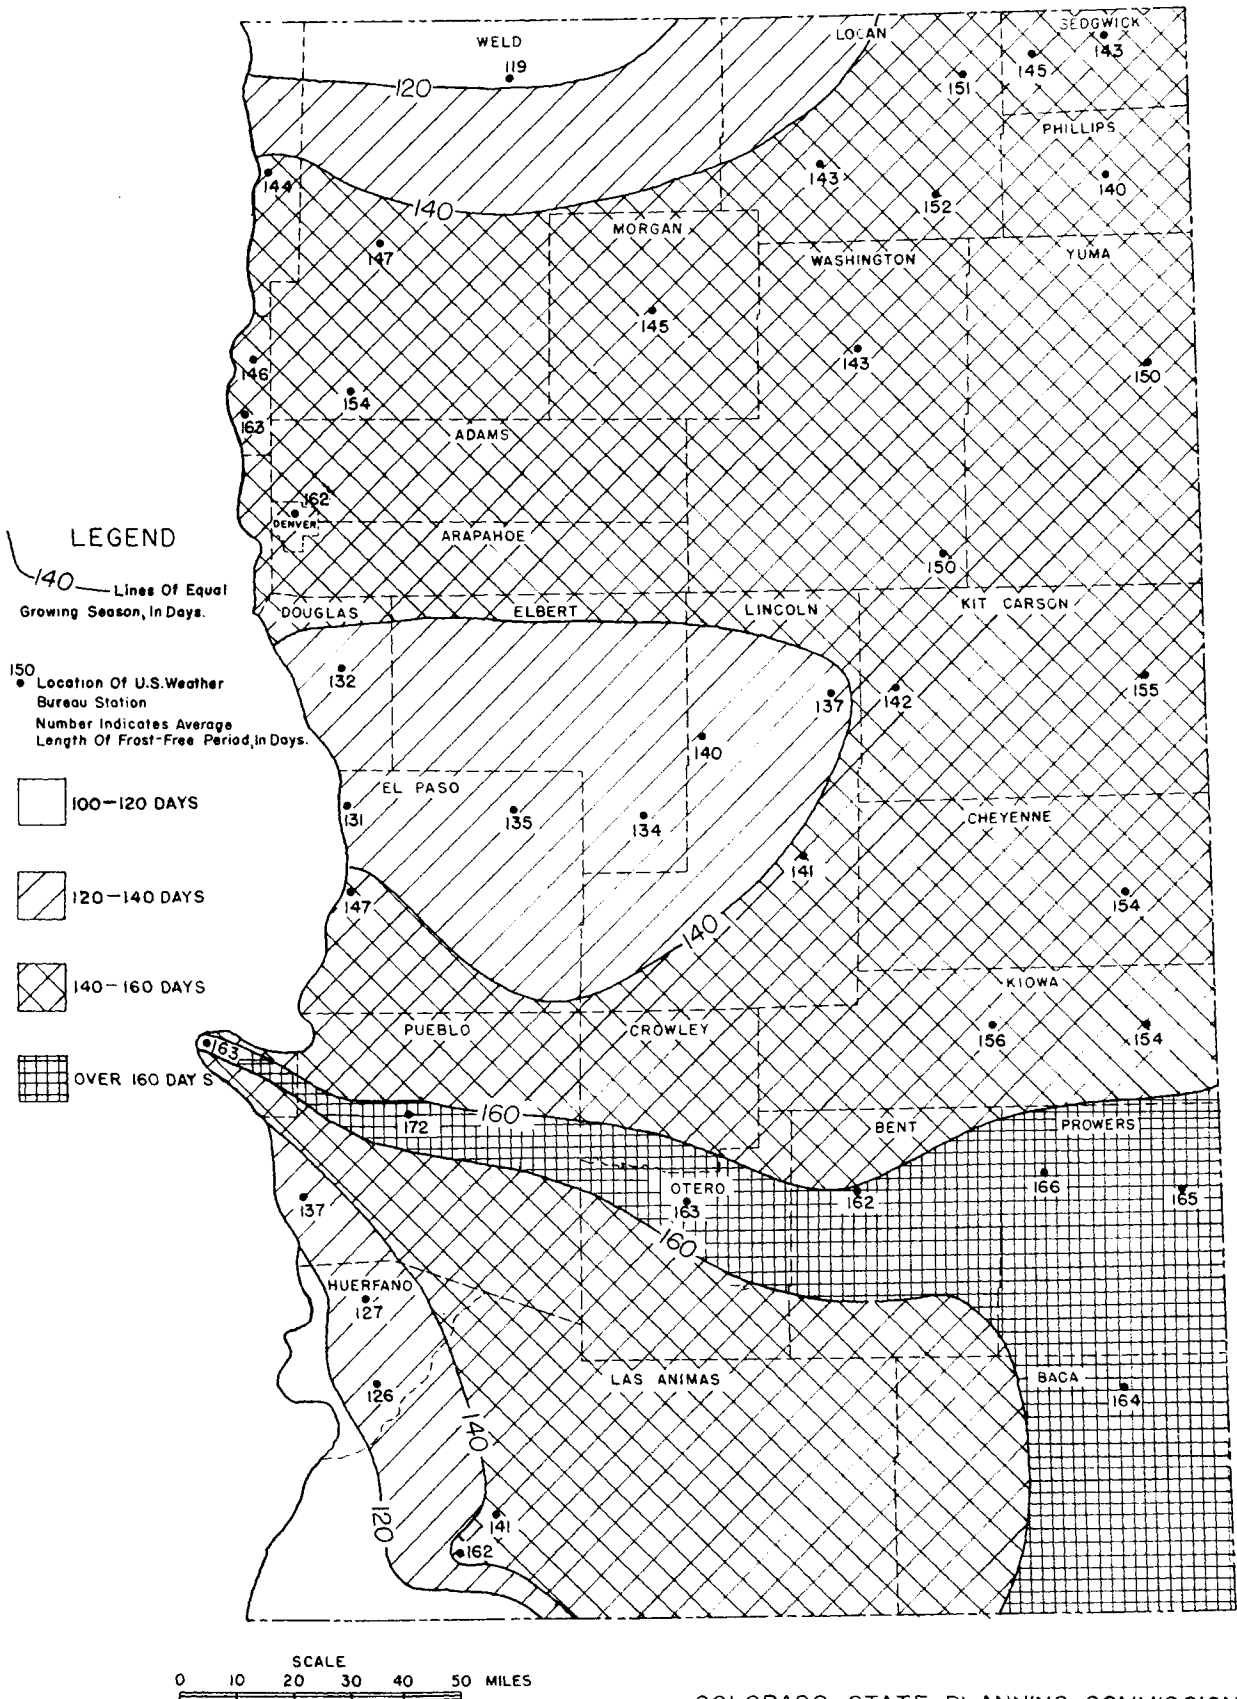 WELD
LOGAN
SEDGWICK
119
120
151
145
143
PHILLIPS
144
143
140
152
140
MORGAN
147
WASHINGTON
YUMA
145
143
150
146
154
163
ADAMS
162
DENVER
ARAPAHOE
150
LEGEND
140 Lines Of Equal
Growing Season, In Days.
DOUGLAS
ELBERT
LINCOLN
KIT CARSON
132
137
142
155
140
150
Location Of U.S. Weather
Bureau Station
Number Indicates Average
Length Of Frost-Free Period, In Days.
100-120 DAYS
120-140 DAYS
140-160 DAYS
OVER 160 DAYS
EL PASO
131
135
134
CHEYENNE
141
147
154
140
KIOWA
PUEBLO
CROWLEY
156
154
163
172
160
BENT
PROWERS
OTERO
163
162
166
165
137
160
HUERFANO
127
126
LAS ANIMAS
BACA
164
140
120
141
162
SCALE
0 10 20 30 40 50 MILES
COLORADO STATE PLANNING COMMISSION